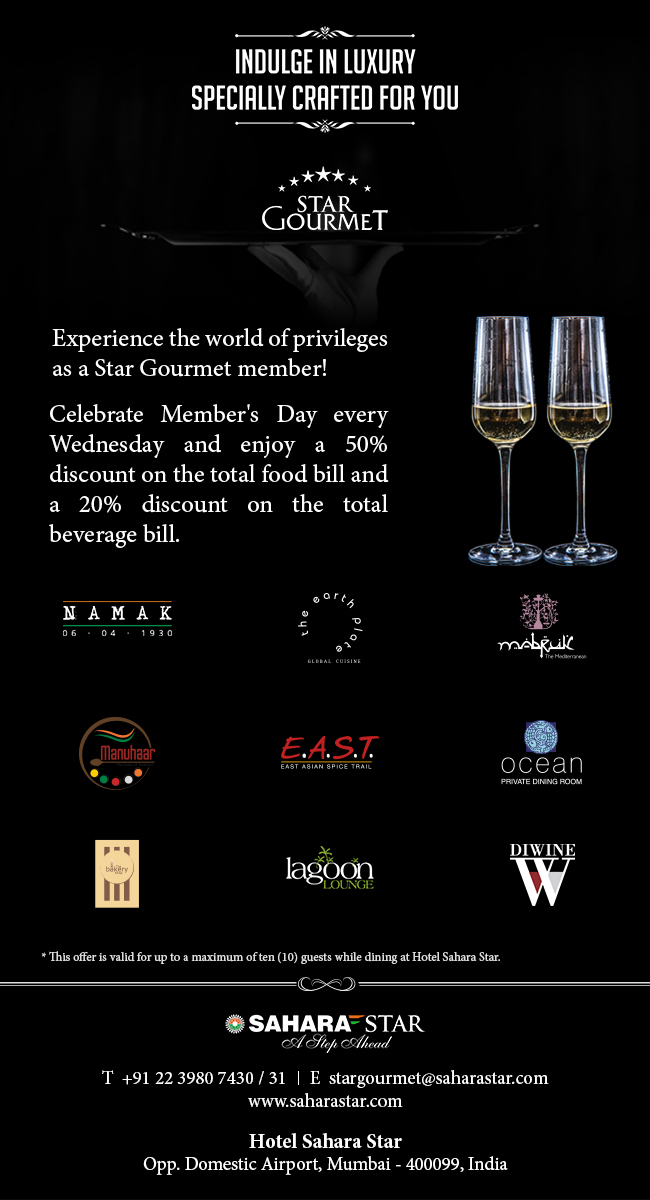 INDULGE IN LUXURY
SPECIALLY CRAFTED FOR YOU
STAR
GOURMET
Experience the world of privileges
as a Star Gourmet member!
Celebrate Member's Day every
Wednesday and enjoy a 50%
discount on the total food bill and
a 20% discount on the total
beverage bill.
NAMAK
06 · 04 · 1930
the earth plate
GLOBAL CUISINE
mabruk
The Mediterranean
Manuhaar
E.A.S.T.
EAST ASIAN SPICE TRAIL
ocean
PRIVATE DINING ROOM
bakery
lagoon
LOUNGE
DIWINE
W
* This offer is valid for up to a maximum of ten (10) guests while dining at Hotel Sahara Star.
SAHARA STAR
A Step Ahead
T +91 22 3980 7430 / 31 | E stargourmet@saharastar.com
www.saharastar.com
Hotel Sahara Star
Opp. Domestic Airport, Mumbai - 400099, India